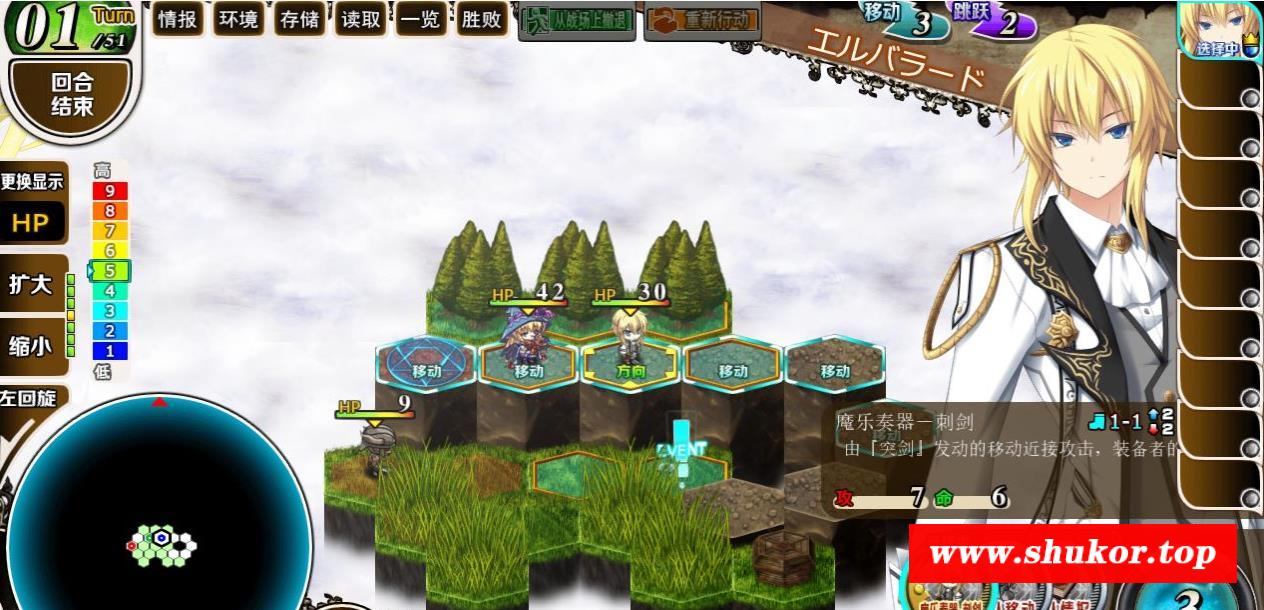 01 Turn /51
回合
结束
情报
环境
存储
读取
一览
胜败
从战场上撤退
重新行动
移动 3
跳跃 2
エルバラード
选择中
更换显示
HP
扩大
缩小
左回旋
高
9
8
7
6
5
4
3
2
1
低
HP 42
HP 30
移动
移动
方向
移动
移动
HP 9
EVENT
魔乐奏器－刺剑
1-1 2
2
由『突剑』发动的移动近接攻击，装备者的
攻 7 命 6
www.shukor.top
2